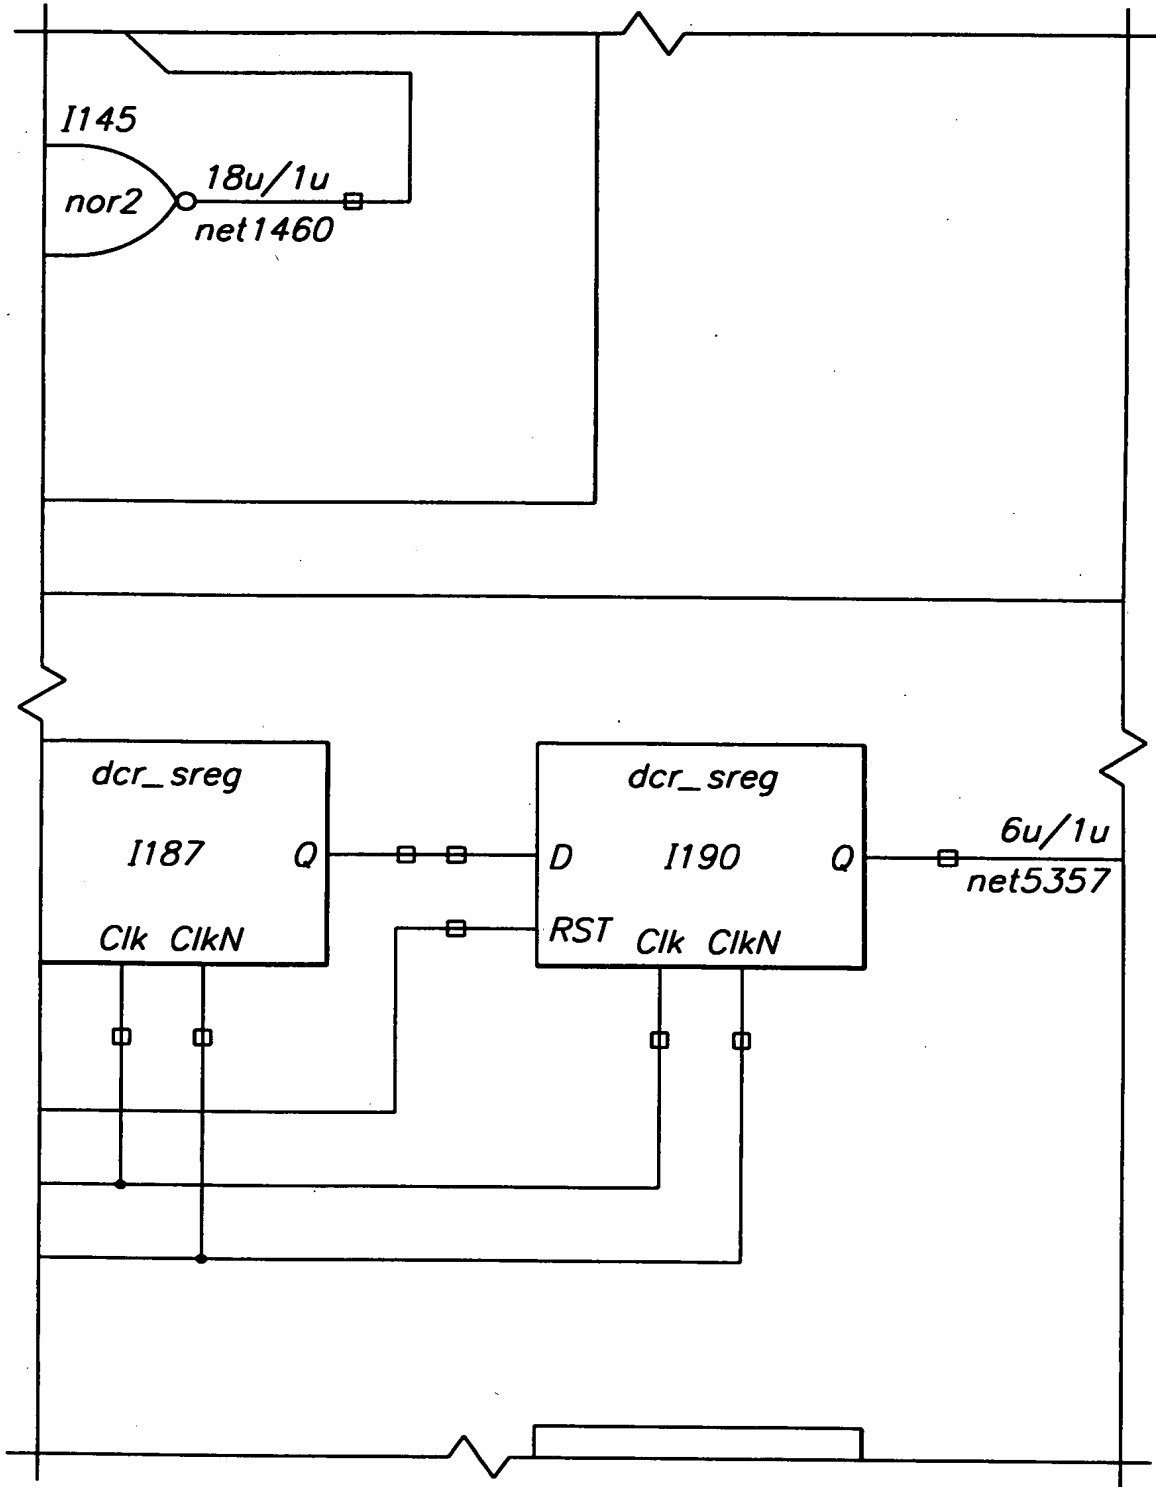 I145
nor2
18u/1u
net1460
dcr_sreg
I187
Q
Clk ClkN
dcr_sreg
D
I190
Q
RST
Clk ClkN
6u/1u
net5357